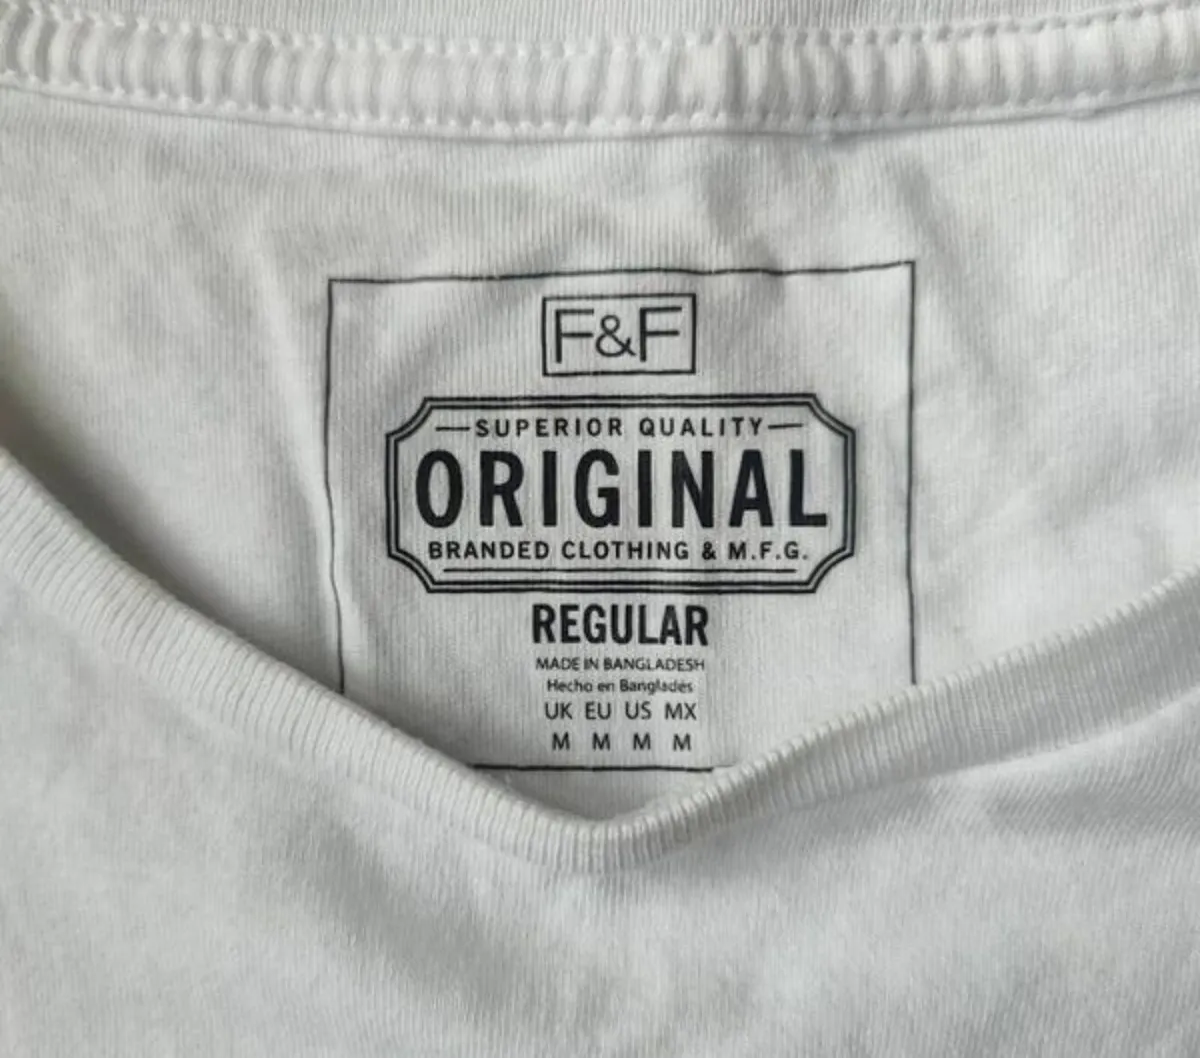 F&F
SUPERIOR QUALITY
ORIGINAL
BRANDED CLOTHING & M.F.G.
REGULAR
MADE IN BANGLADESH
Hecho en Banglades
UK EU US MX
M M M M